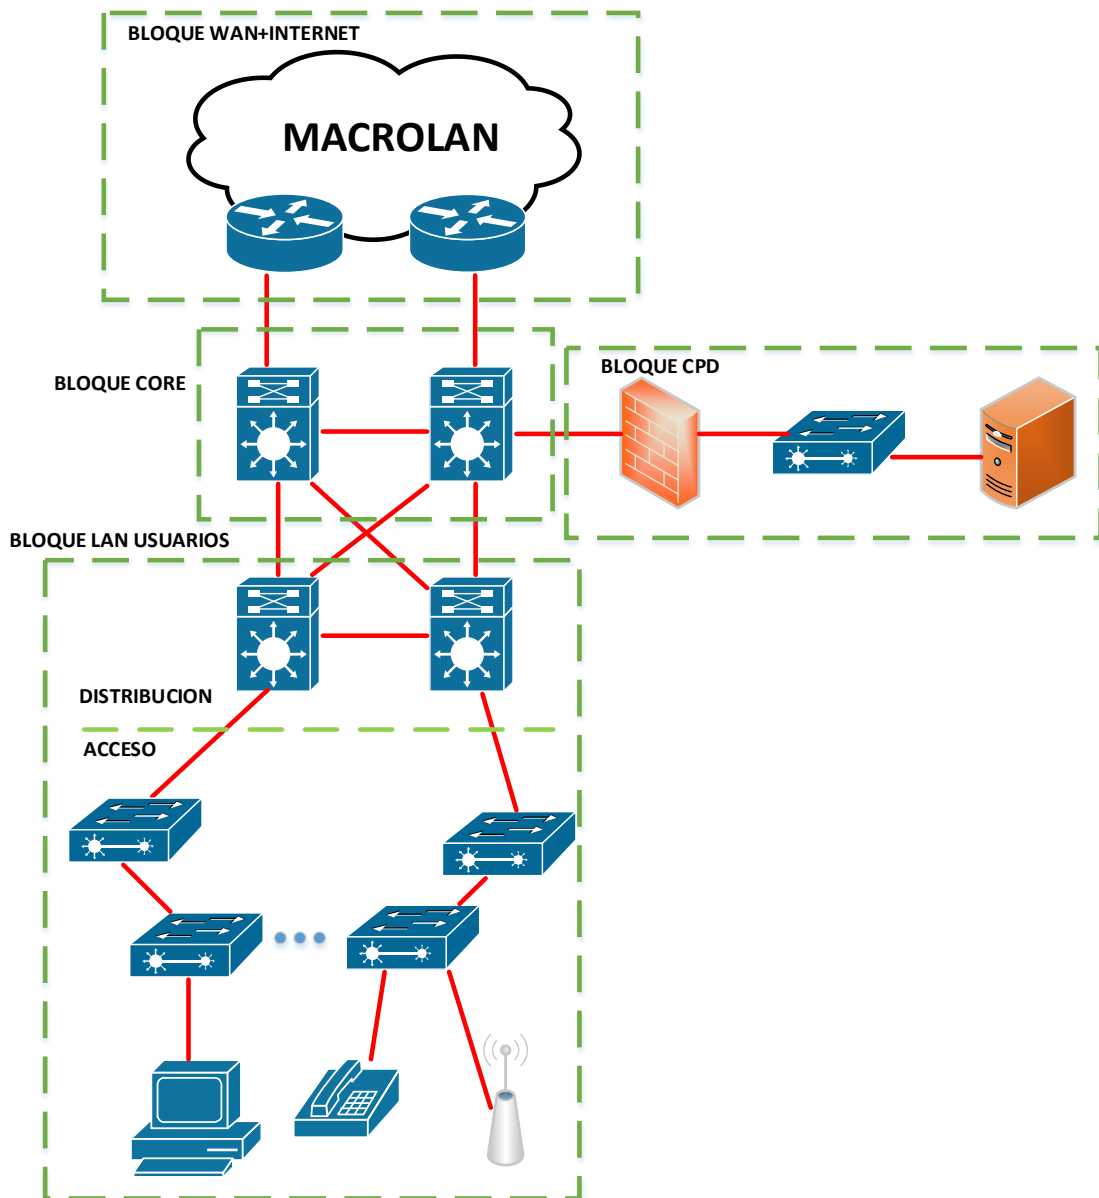 BLOQUE WAN+INTERNET
MACROLAN
BLOQUE CORE
BLOQUE CPD
BLOQUE LAN USUARIOS
DISTRIBUCION
ACCESO